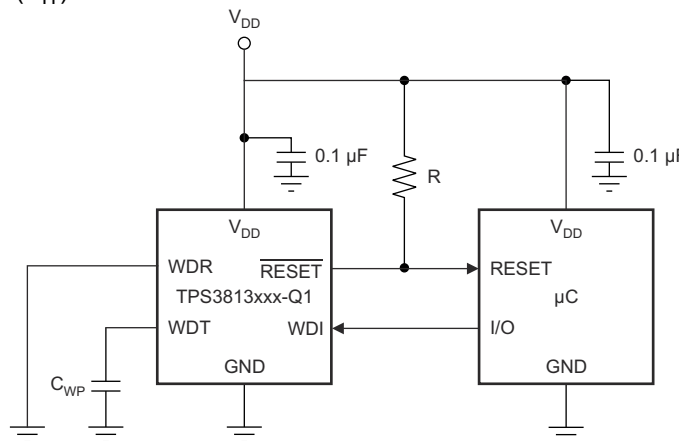 V_DD
0.1 µF
R
0.1 µF
V_DD
V_DD
WDR
RESET
RESET
TPS3813xxx-Q1
µC
WDT
WDI
I/O
C_WP
GND
GND